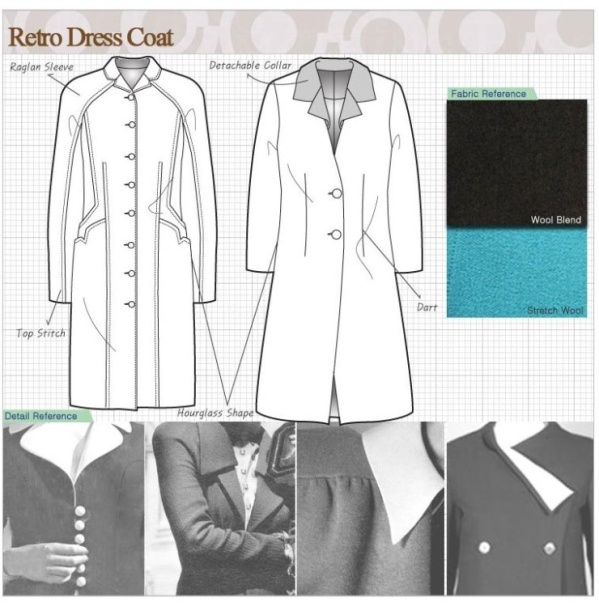 Retro Dress Coat
Raglan Sleeve
Detachable Collar
Fabric Reference
Wool Blend
Stretch Wool
Dart
Top Stitch
Hourglass Shape
Detail Reference